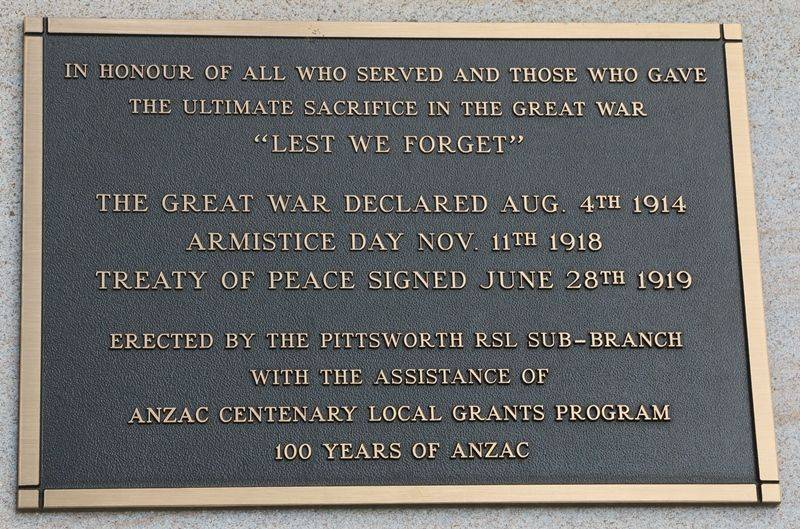 IN HONOUR OF ALL WHO SERVED AND THOSE WHO GAVE
THE ULTIMATE SACRIFICE IN THE GREAT WAR
“LEST WE FORGET”
THE GREAT WAR DECLARED AUG. 4TH 1914
ARMISTICE DAY NOV. 11TH 1918
TREATY OF PEACE SIGNED JUNE 28TH 1919
ERECTED BY THE PITTSWORTH RSL SUB-BRANCH
WITH THE ASSISTANCE OF
ANZAC CENTENARY LOCAL GRANTS PROGRAM
100 YEARS OF ANZAC